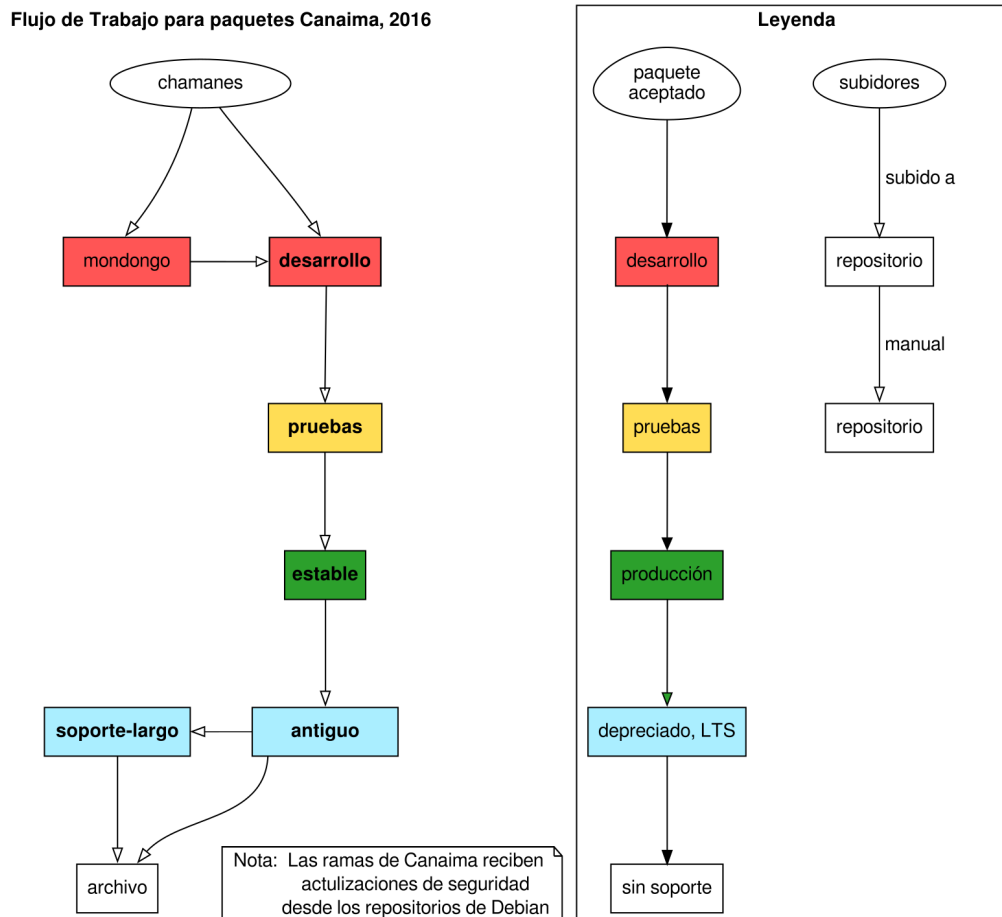 Flujo de Trabajo para paquetes Canaima, 2016
chamanes
mondongo
desarrollo
pruebas
estable
soporte-largo
antiguo
archivo
Nota:  Las ramas de Canaima reciben
actulizaciones de seguridad
desde los repositorios de Debian
Leyenda
paquete
aceptado
desarrollo
pruebas
producción
depreciado, LTS
sin soporte
subidores
subido a
repositorio
manual
repositorio